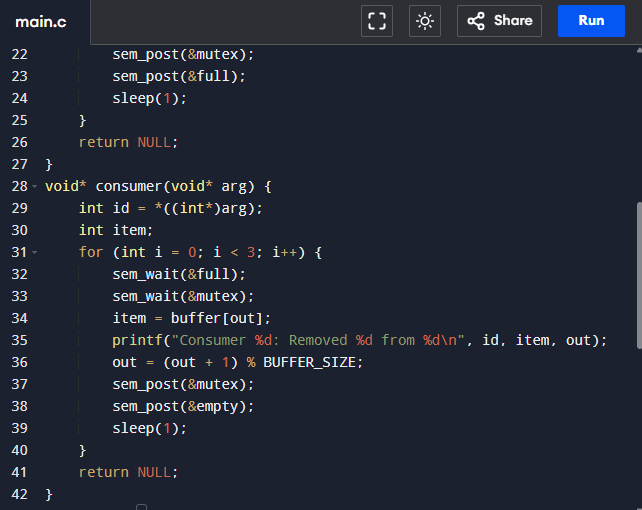 main.c
Share
Run
22 sem_post(&mutex);
23 sem_post(&full);
24 sleep(1);
25 }
26 return NULL;
27 }
28 void* consumer(void* arg) {
29 int id = *((int*)arg);
30 int item;
31 for (int i = 0; i < 3; i++) {
32 sem_wait(&full);
33 sem_wait(&mutex);
34 item = buffer[out];
35 printf("Consumer %d: Removed %d from %d\n", id, item, out);
36 out = (out + 1) % BUFFER_SIZE;
37 sem_post(&mutex);
38 sem_post(&empty);
39 sleep(1);
40 }
41 return NULL;
42 }